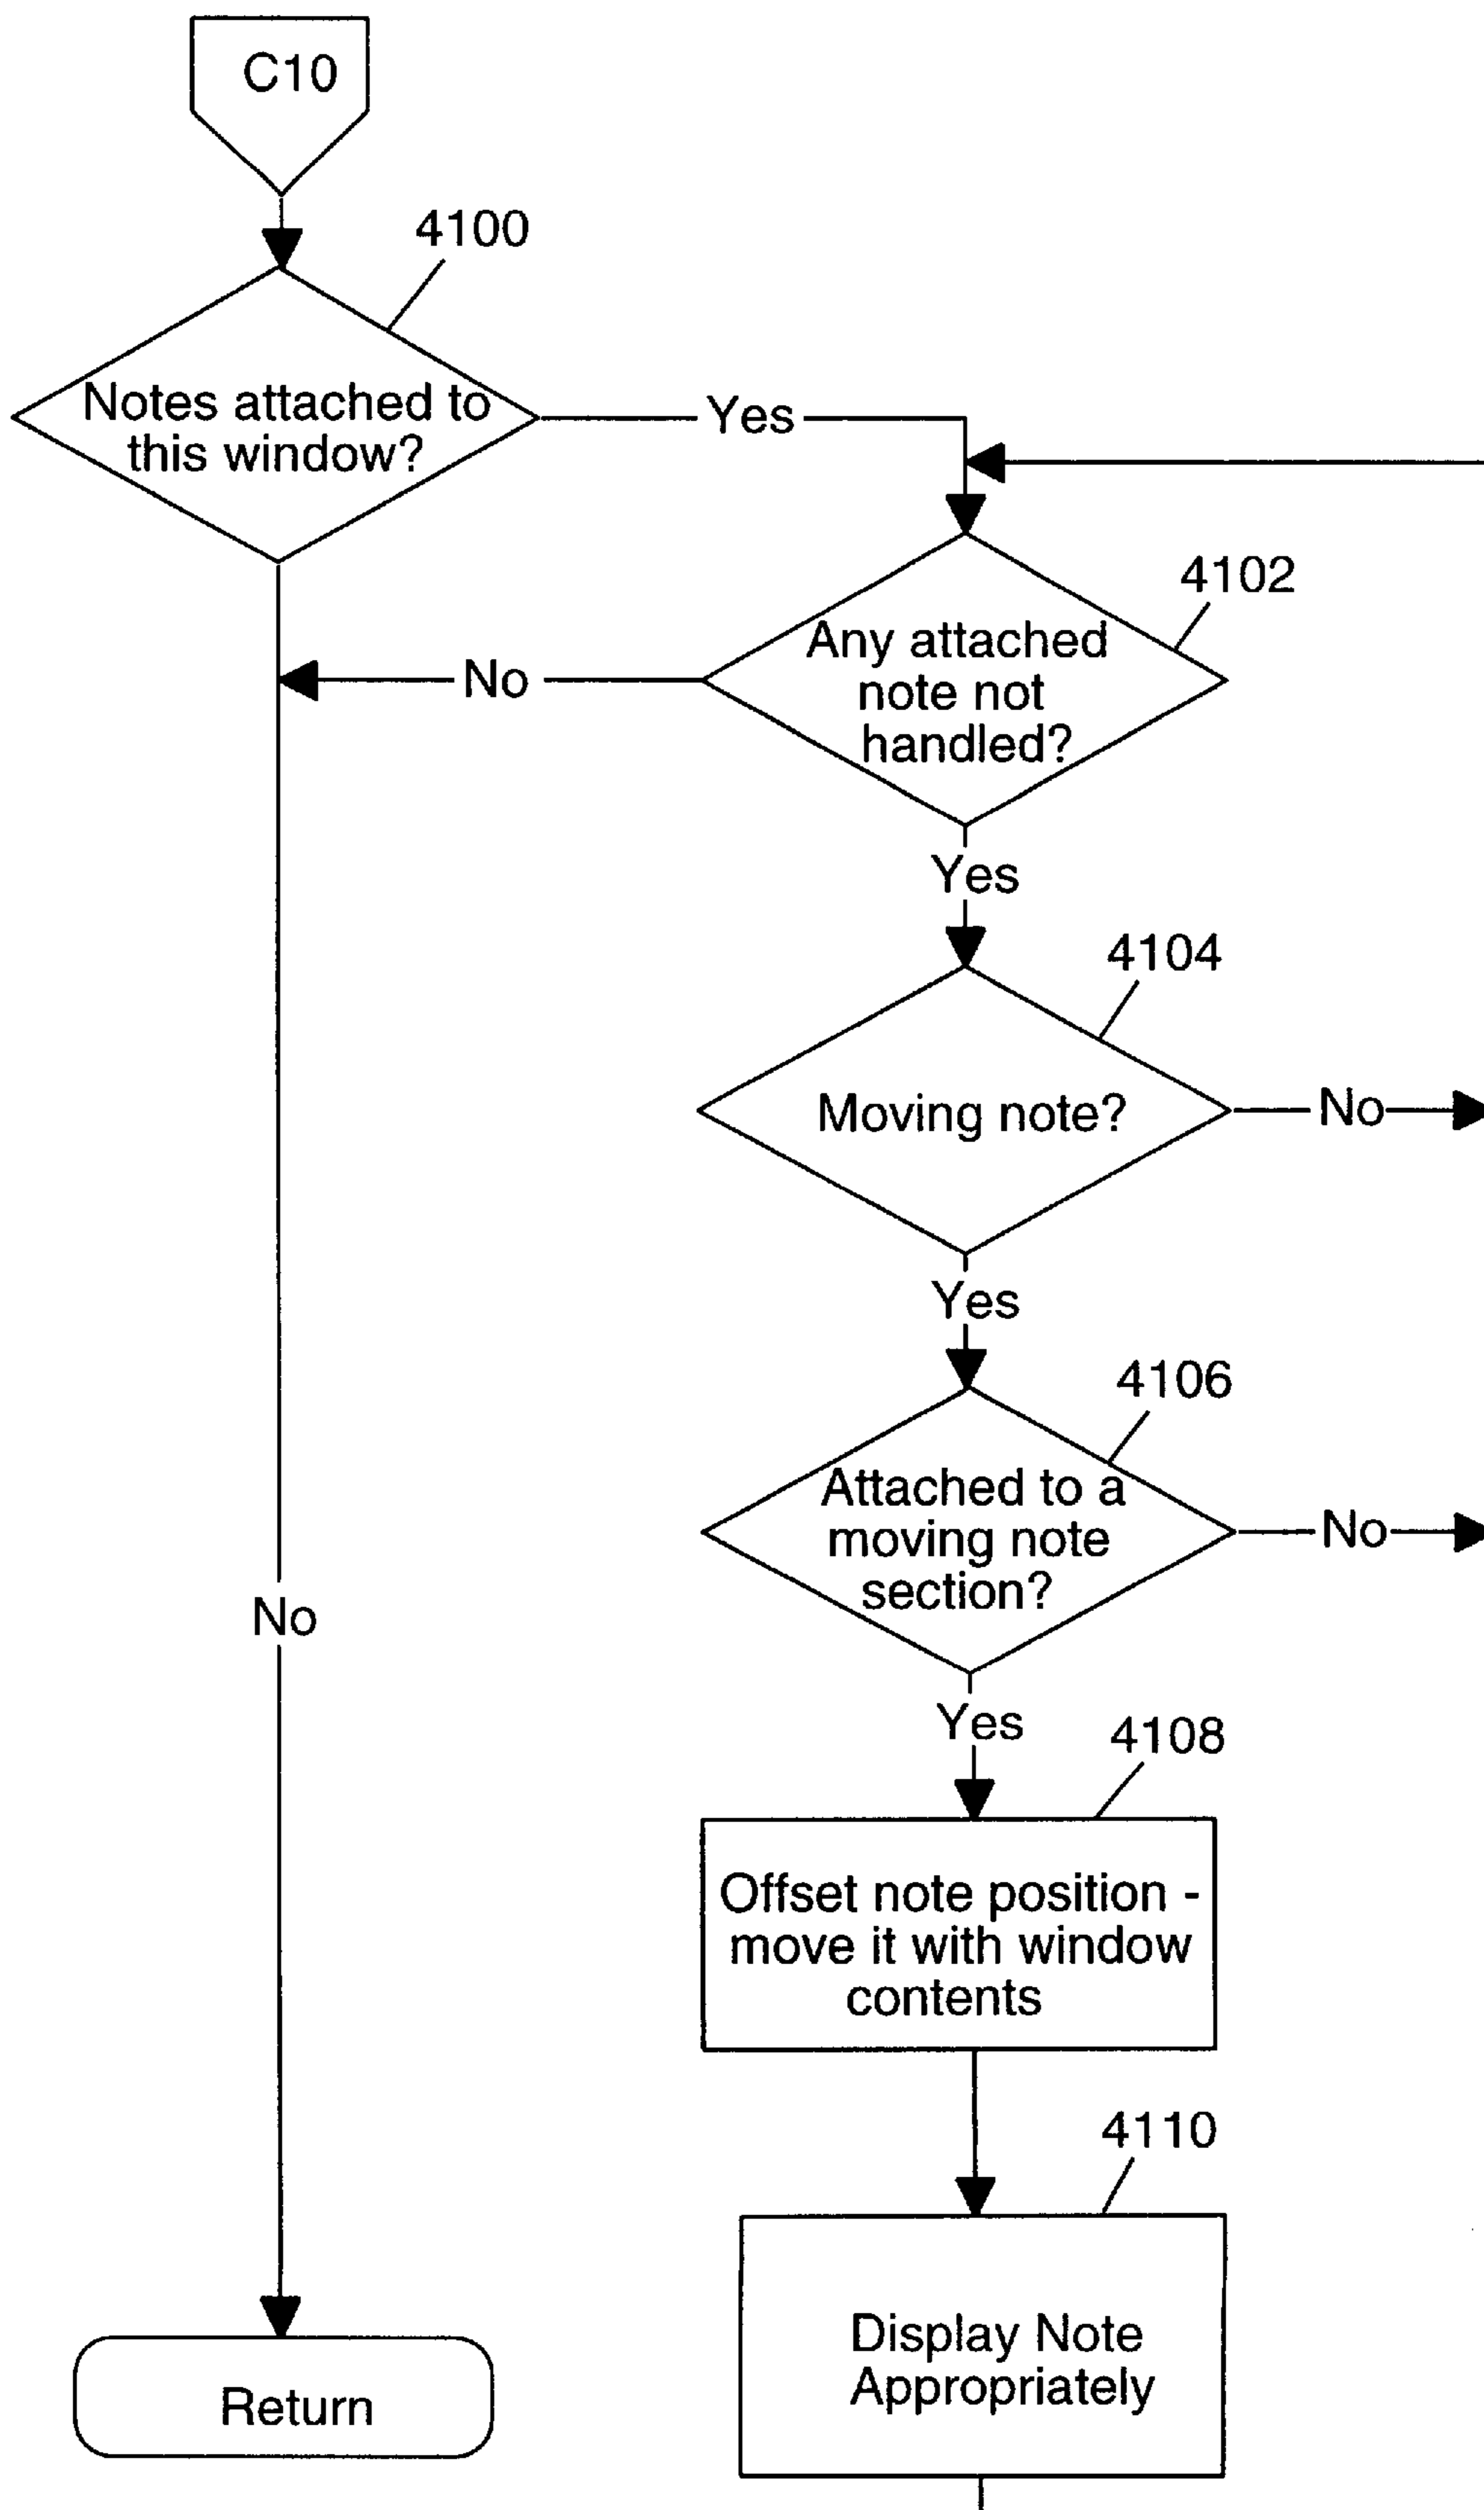 C10
4100
Notes attached to
this window?
Yes
4102
Any attached
note not
handled?
No
Yes
4104
Moving note?
No
Yes
4106
Attached to a
moving note
section?
No
No
Yes
4108
Offset note position -
move it with window
contents
4110
Display Note
Appropriately
Return